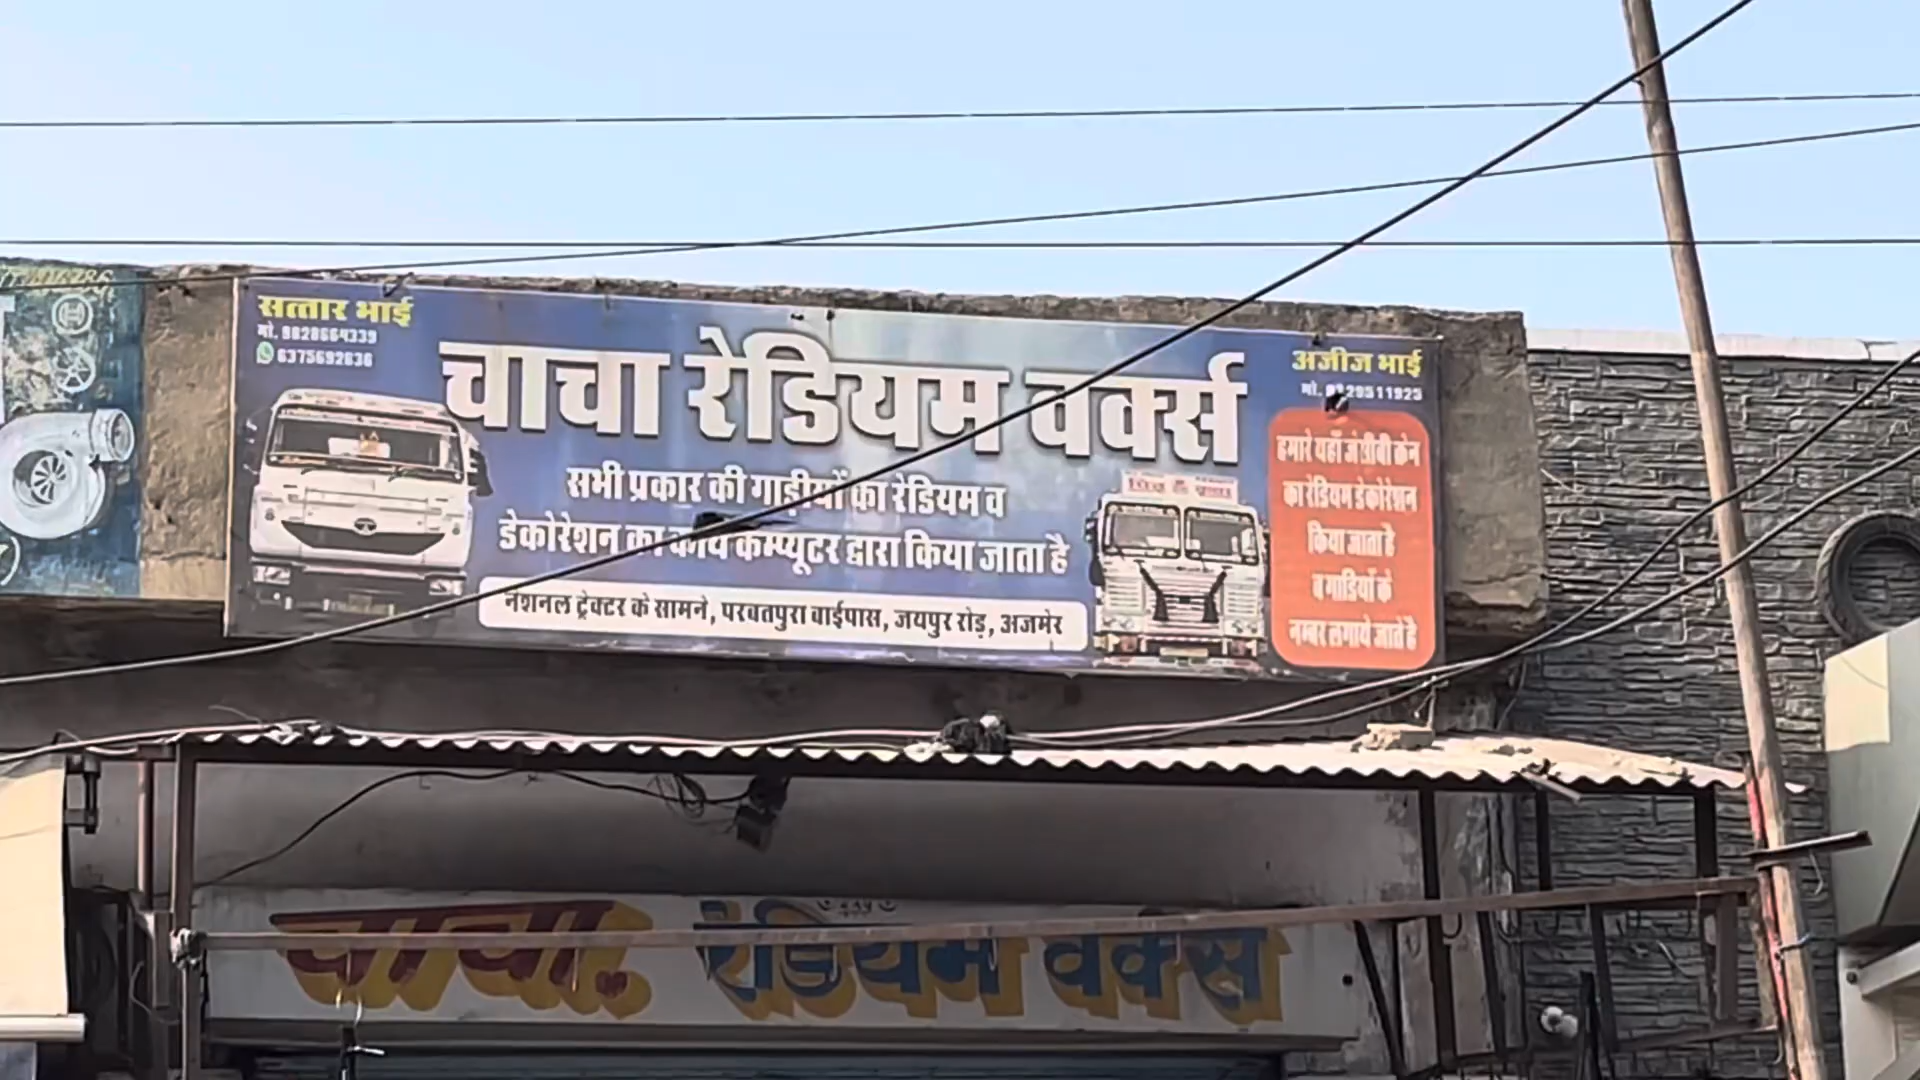 सत्तार भाई
मो. 9828664339
6375692636
चाचा रेडियम वर्क्स
अजीज भाई
29511925
सभी प्रकार की गाड़ीयों का रेडियम व
डेकोरेशन का कार्य कम्प्यूटर द्वारा किया जाता है
नेशनल ट्रेक्टर के सामने, परबतपुरा बाईपास, जयपुर रोड़, अजमेर
हमारे यहाँ जेसीबी क्रेन
का रेडियम डेकोरेशन
किया जाता है
व गाडियों के
नम्बर लगाये जाते है
चाचा रेडियम वर्क्स